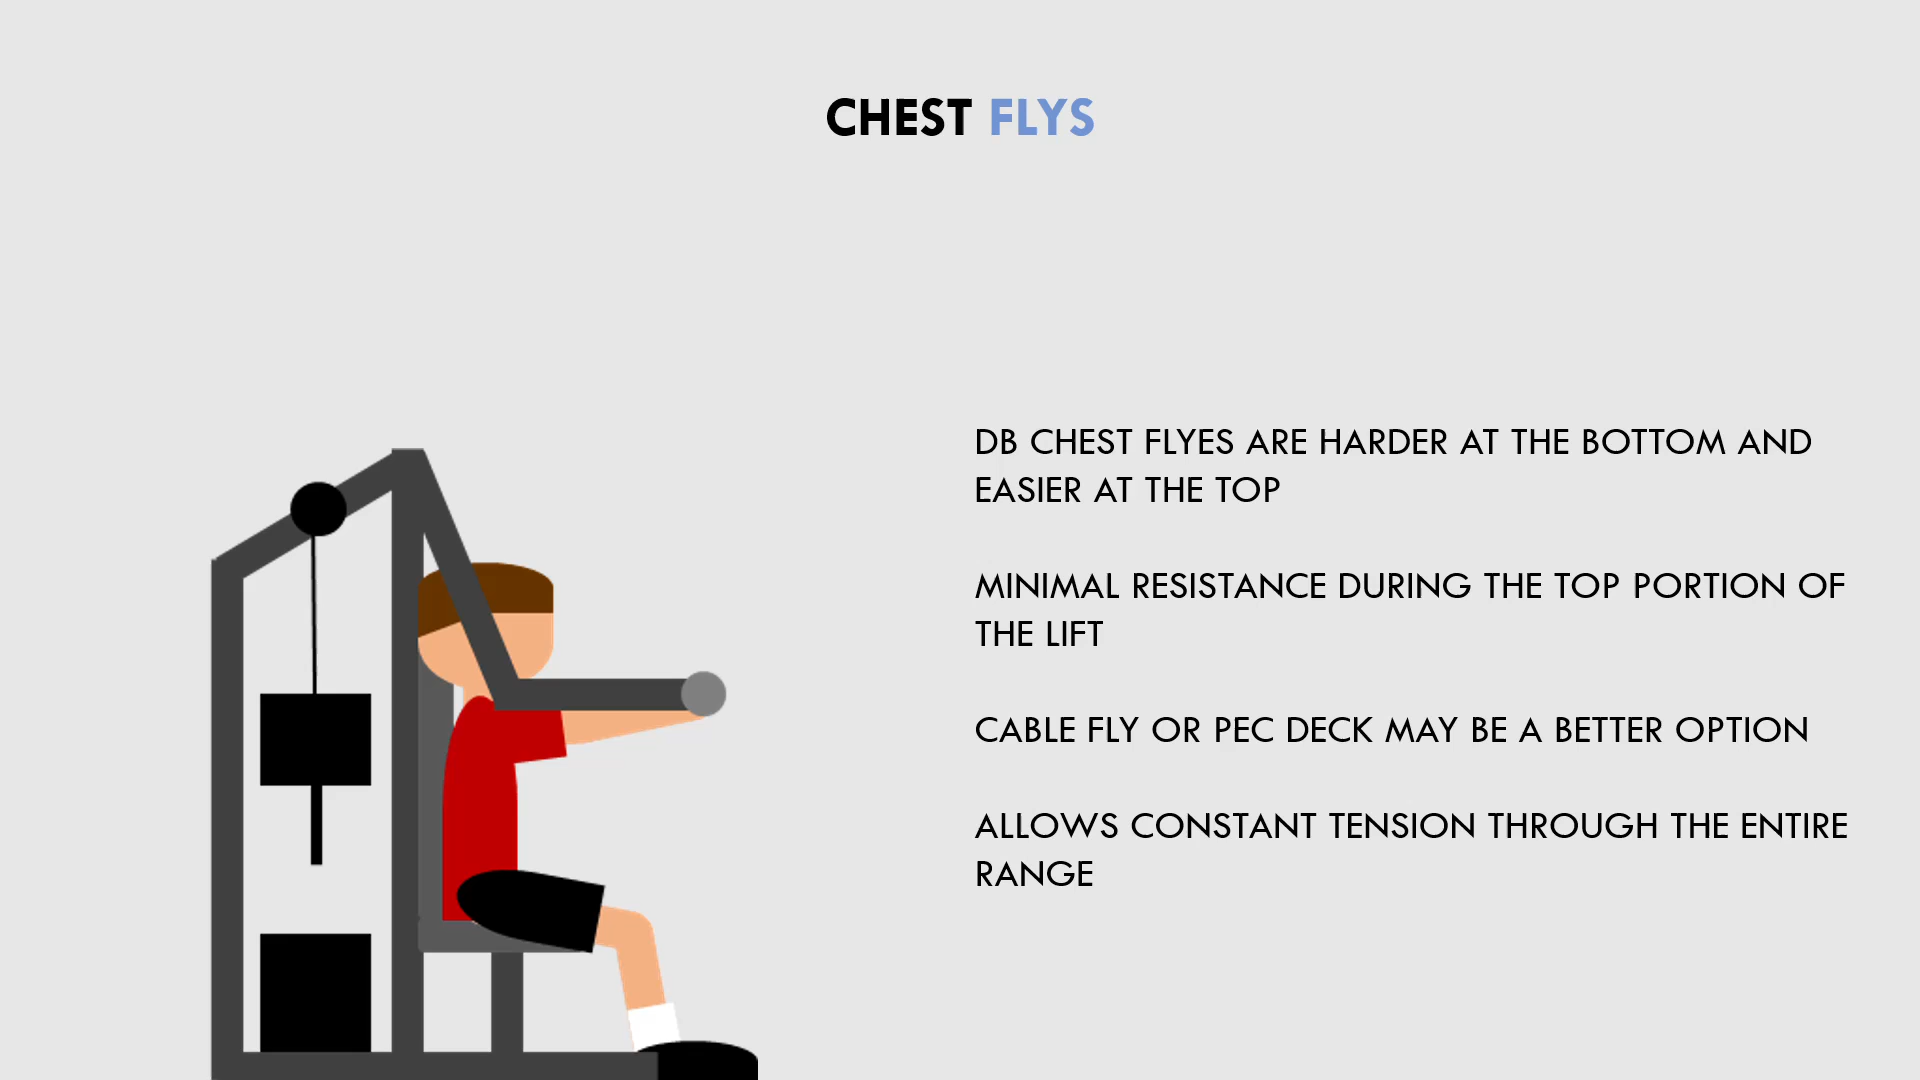 CHEST FLYS
DB CHEST FLYES ARE HARDER AT THE BOTTOM AND
EASIER AT THE TOP
MINIMAL RESISTANCE DURING THE TOP PORTION OF
THE LIFT
CABLE FLY OR PEC DECK MAY BE A BETTER OPTION
ALLOWS CONSTANT TENSION THROUGH THE ENTIRE
RANGE